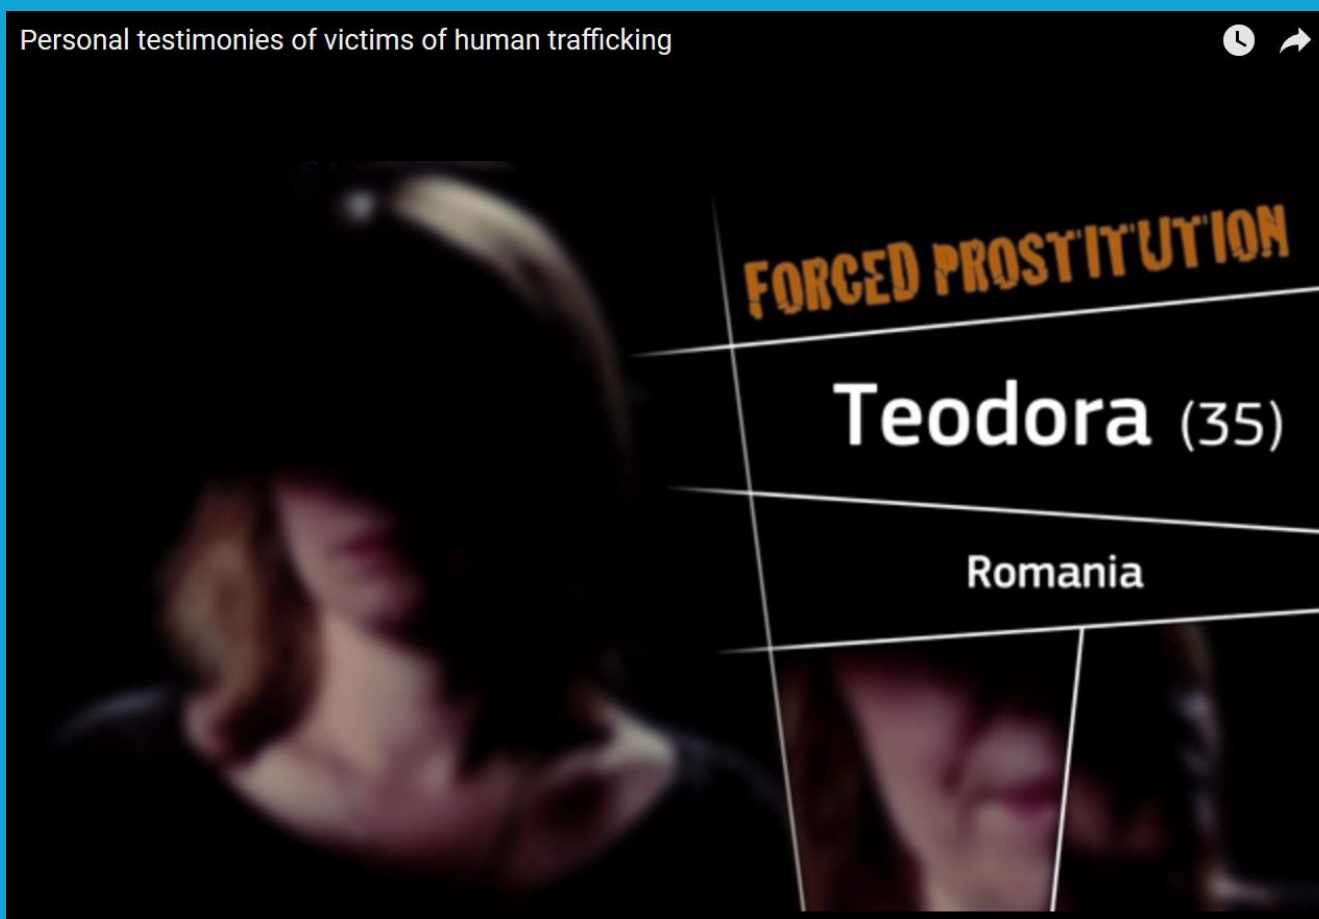 Personal testimonies of victims of human trafficking
FORCED PROSTITUTION
Teodora (35)
Romania